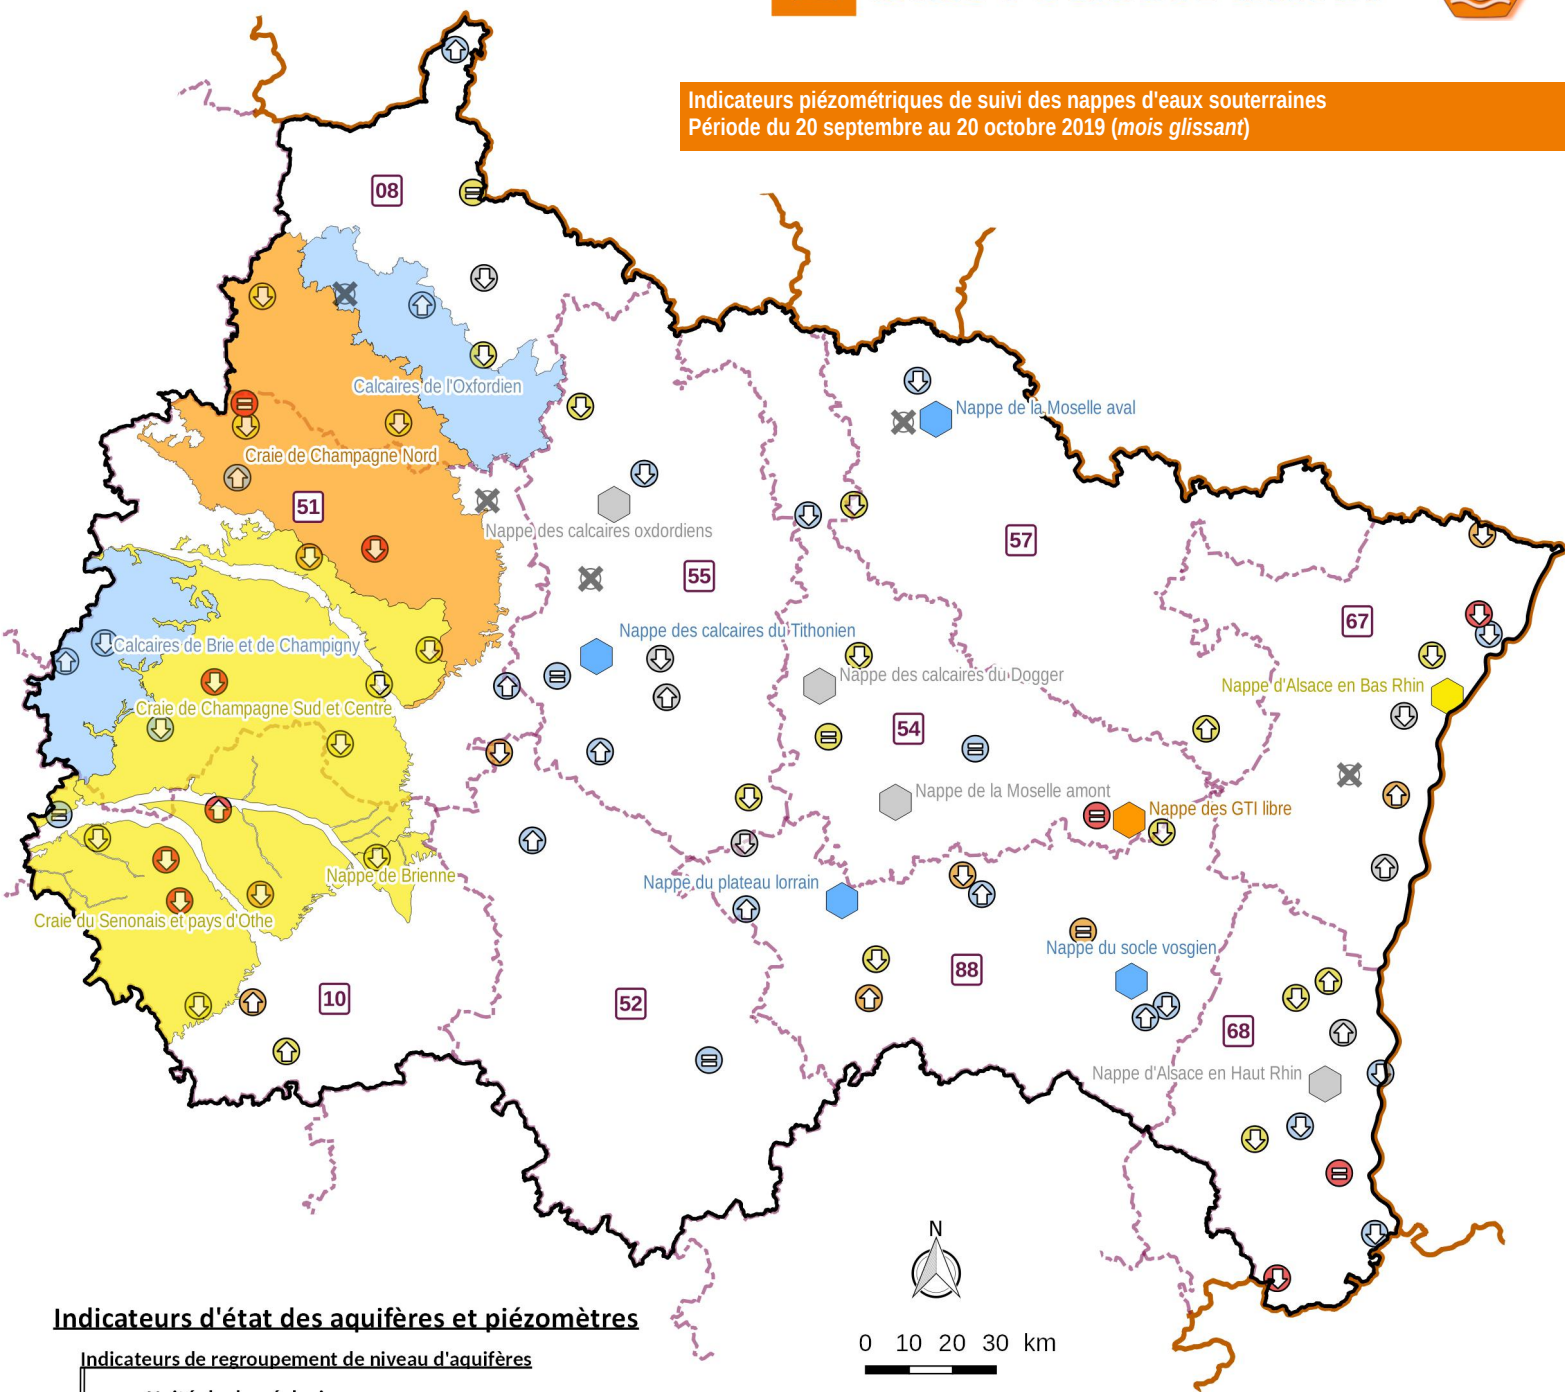 Indicateurs piézométriques de suivi des nappes d'eaux souterraines
Période du 20 septembre au 20 octobre 2019 (mois glissant)
08
Calcaires de l'Oxfordien
Nappe de la Moselle aval
Craie de Champagne Nord
51
Nappe des calcaires oxdordiens
57
55
67
Nappe des calcaires du Tithonien
Calcaires de Brie et de Champigny
Nappe des calcaires du Dogger
Nappe d'Alsace en Bas Rhin
Craie de Champagne Sud et Centre
54
Nappe de la Moselle amont
Nappe des GTI libre
Nappe de Brienne
Nappe du plateau lorrain
Craie du Senonais et pays d'Othe
Nappe du socle vosgien
88
10
52
68
Nappe d'Alsace en Haut Rhin
N
0 10 20 30 km
Indicateurs d'état des aquifères et piézomètres
Indicateurs de regroupement de niveau d'aquifères